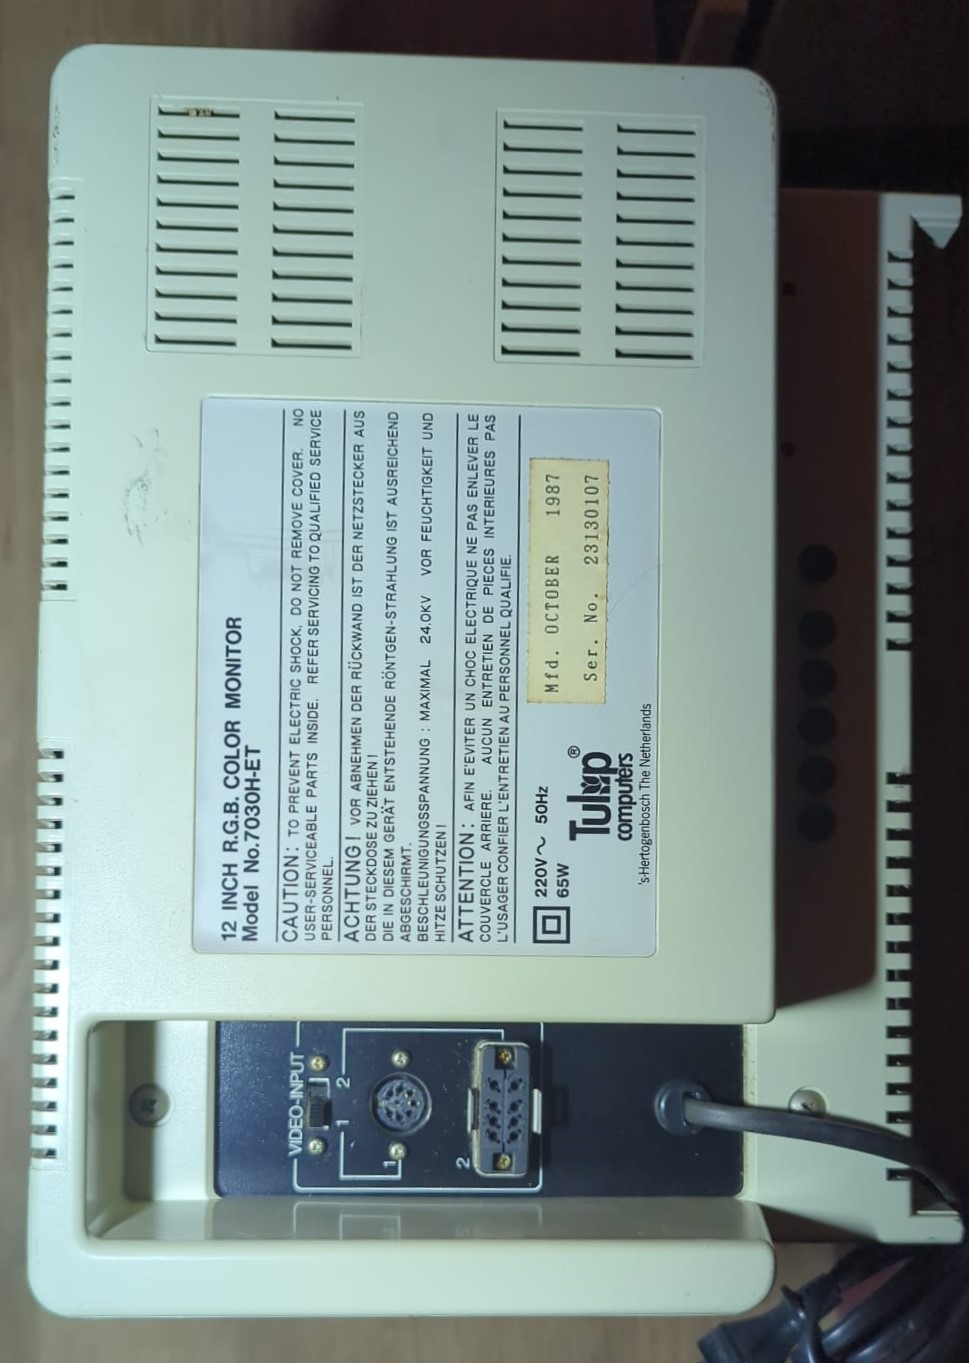 12 INCH R.G.B. COLOR MONITOR
Model No.7030H-ET
CAUTION: TO PREVENT ELECTRIC SHOCK, DO NOT REMOVE COVER. NO
USER-SERVICEABLE PARTS INSIDE. REFER SERVICING TO QUALIFIED SERVICE
PERSONNEL.
ACHTUNG! VOR ABNEHMEN DER RÜCKWAND IST DER NETZSTECKER AUS
DER STECKDOSE ZU ZIEHEN!
DIE IN DIESEM GERÄT ENTSTEHENDE RÖNTGEN-STRAHLUNG IST AUSREICHEND
ABGESCHIRMT.
BESCHLEUNIGUNGSSPANNUNG : MAXIMAL 24.0KV VOR FEUCHTIGKEIT UND
HITZE SCHUTZEN!
ATTENTION: AFIN E'EVITER UN CHOC ELECTRIQUE NE PAS ENLEVER LE
COUVERCLE ARRIERE. AUCUN ENTRETIEN DE PIECES INTERIEURES PAS
L'USAGER CONFIER L'ENTRETIEN AU PERSONNEL QUALIFIE.
220V~ 50Hz
65W
Tulip®
computers
's-Hertogenbosch The Netherlands
Mfd. OCTOBER 1987
Ser. No. 23130107
VIDEO-INPUT
1 2
1
2